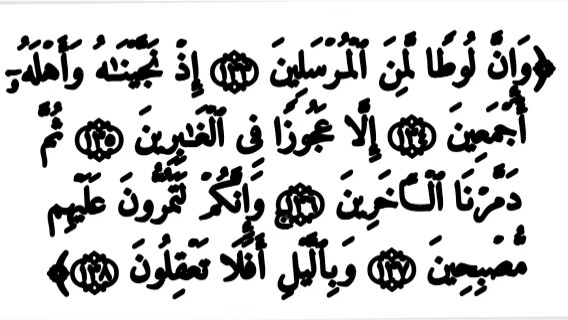 ﴿وَإِنَّ لُوطًا لَّمِنَ ٱلْمُرْسَلِينَ ١٣٣ إِذْ نَجَّيْنَٰهُ وَأَهْلَهُۥٓ
أَجْمَعِينَ ١٣٤ إِلَّا عَجُوزًا فِى ٱلْغَٰبِرِينَ ١٣٥ ثُمَّ
دَمَّرْنَا ٱلْـَٔاخَرِينَ ١٣٦ وَإِنَّكُمْ لَتَمُرُّونَ عَلَيْهِم
مُّصْبِحِينَ ١٣٧ وَبِٱلَّيْلِ أَفَلَا تَعْقِلُونَ ١٣٨﴾